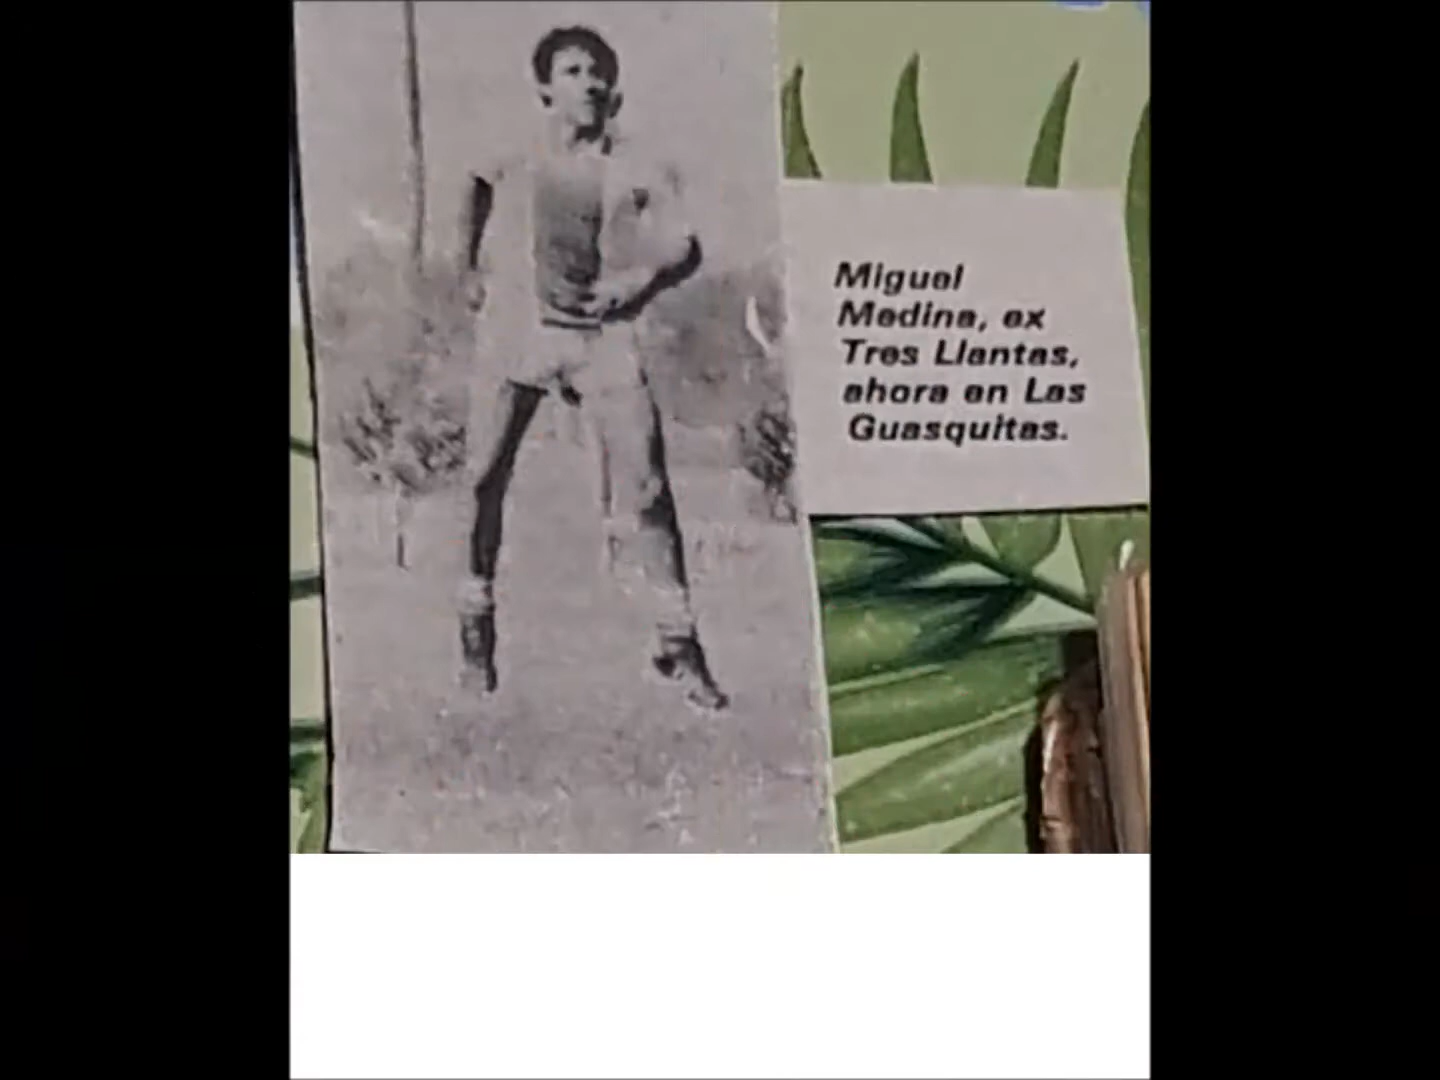 Miguel
Medina, ex
Tres Llantas,
ahora en Las
Guasquitas.